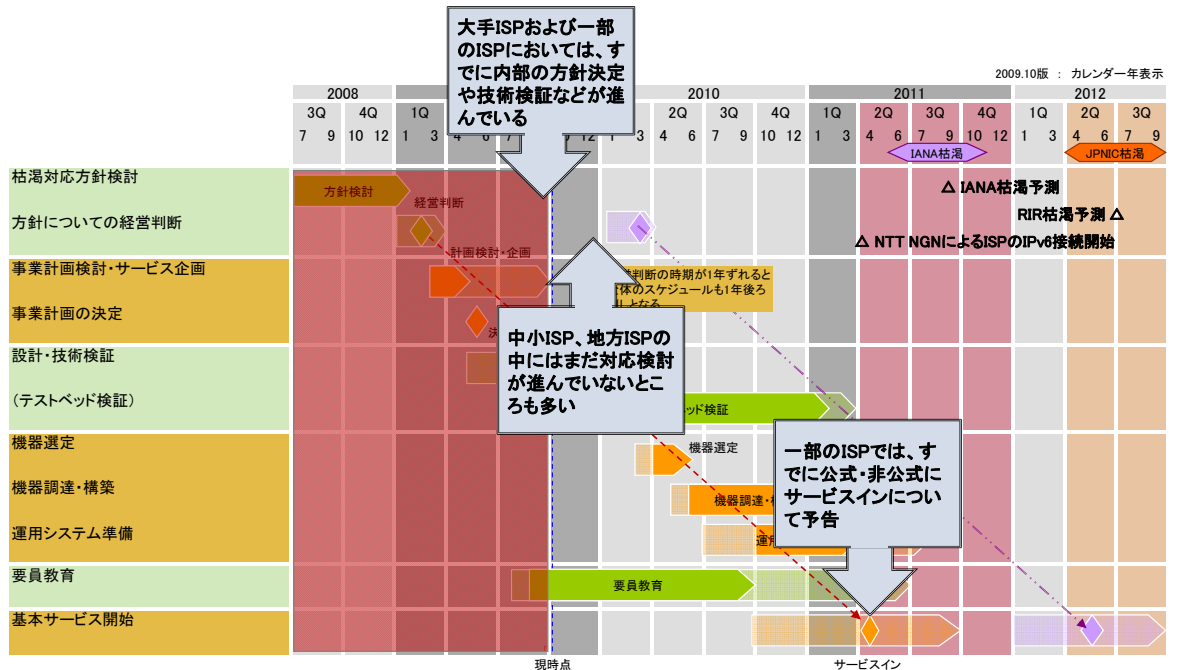 大手ISPおよび一部
のISPにおいては、す
でに内部の方針決定
や技術検証などが進
んでいる
2009.10版 : カレンダー年表示
2008
2010
2011
2012
3Q 4Q 1Q 2Q 3Q 4Q 1Q 2Q 3Q 4Q 1Q 2Q 3Q
7 9 10 12 1 3 4 6 7 12 1 3 4 6 7 9 10 12 1 3 4 6 7 9 10 12 1 3 4 6 7 9
IANA枯渇
JPNIC枯渇
枯渇対応方針検討
方針検討
△ IANA枯渇予測
経営判断
RIR枯渇予測 △
方針についての経営判断
△ NTT NGNによるISPのIPv6接続開始
計画検討・企画
事業計画検討・サービス企画
判断の時期が1年ずれると
体のスケジュールも1年後ろ
となる
事業計画の決定
決
中小ISP、地方ISPの
中にはまだ対応検討
が進んでいないとこ
ろも多い
設計・技術検証
(テストベッド検証)
ッド検証
機器選定
機器選定
一部のISPでは、す
でに公式・非公式に
サービスインについ
て予告
機器調達・構築
機器調達・
運用システム準備
運用
要員教育
要員教育
基本サービス開始
現時点
サービスイン